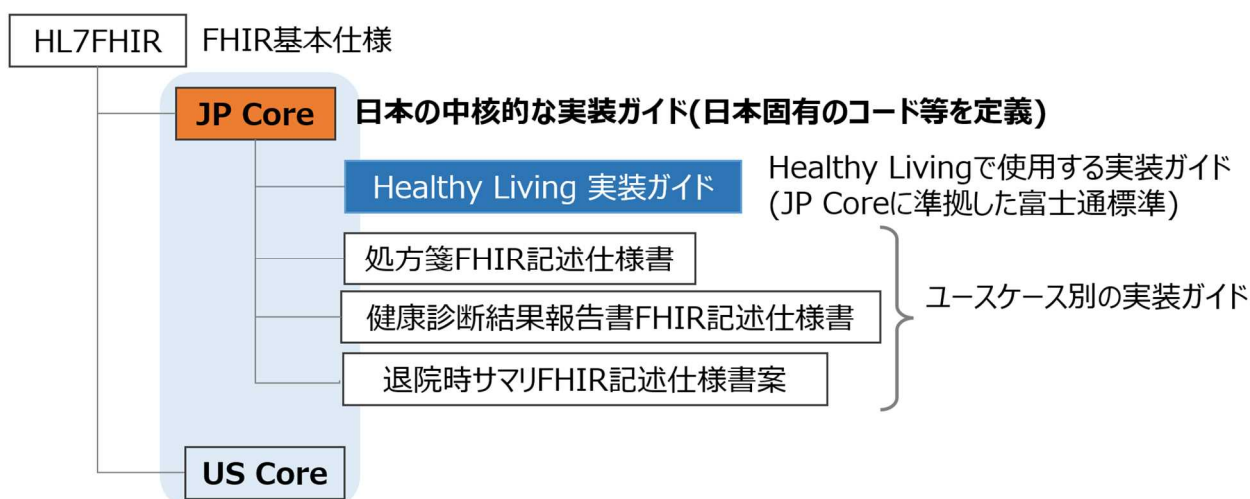 HL7FHIR FHIR基本仕様
JP Core 日本の中核的な実装ガイド(日本固有のコード等を定義)
Healthy Living 実装ガイド
Healthy Livingで使用する実装ガイド
(JP Coreに準拠した富士通標準)
処方箋FHIR記述仕様書
健康診断結果報告書FHIR記述仕様書
退院時サマリFHIR記述仕様書案
ユースケース別の実装ガイド
US Core